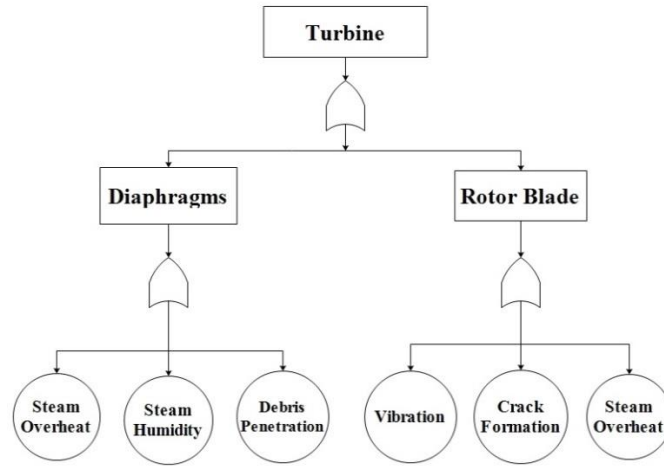 Turbine
Diaphragms
Rotor Blade
Steam
Overheat
Steam
Humidity
Debris
Penetration
Vibration
Crack
Formation
Steam
Overheat